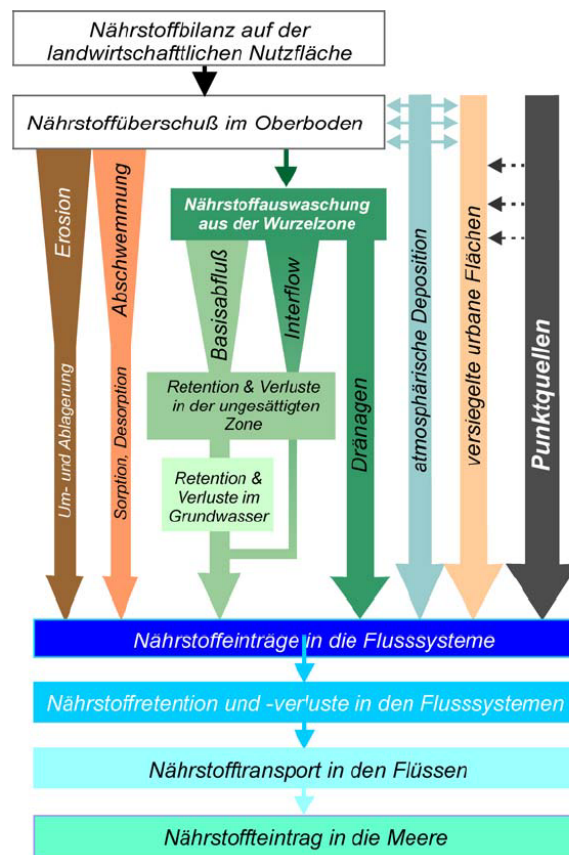 Nährstoffbilanz auf der
landwirtschaftlichen Nutzfläche
Nährstoffüberschuß im Oberboden
Erosion
Um- und Ablagerung
Abschwemmung
Sorption, Desorption
Nährstoffauswaschung
aus der Wurzelzone
Basisabfluß
Interflow
Retention & Verluste
in der ungesättigten
Zone
Retention &
Verluste im
Grundwasser
Dränagen
atmosphärische Deposition
versiegelte urbane Flächen
Punktquellen
Nährstoffeinträge in die Flusssysteme
Nährstoffretention und -verluste in den Flusssystemen
Nährstofftransport in den Flüssen
Nährstoffteintrag in die Meere